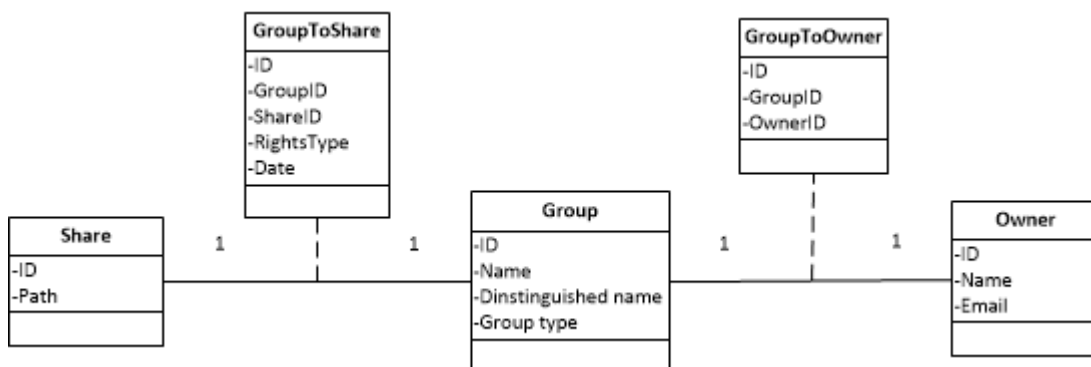 GroupToShare
-ID
-GroupID
-ShareID
-RightsType
-Date
GroupToOwner
-ID
-GroupID
-OwnerID
Share
-ID
-Path
1
1
Group
-ID
-Name
-Dinstinguished name
-Group type
1
1
Owner
-ID
-Name
-Email